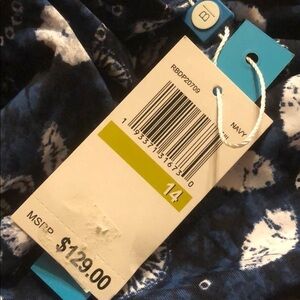 RBDP20709
NAVY
1 93371 31673 0
14
MSRP
$129.00